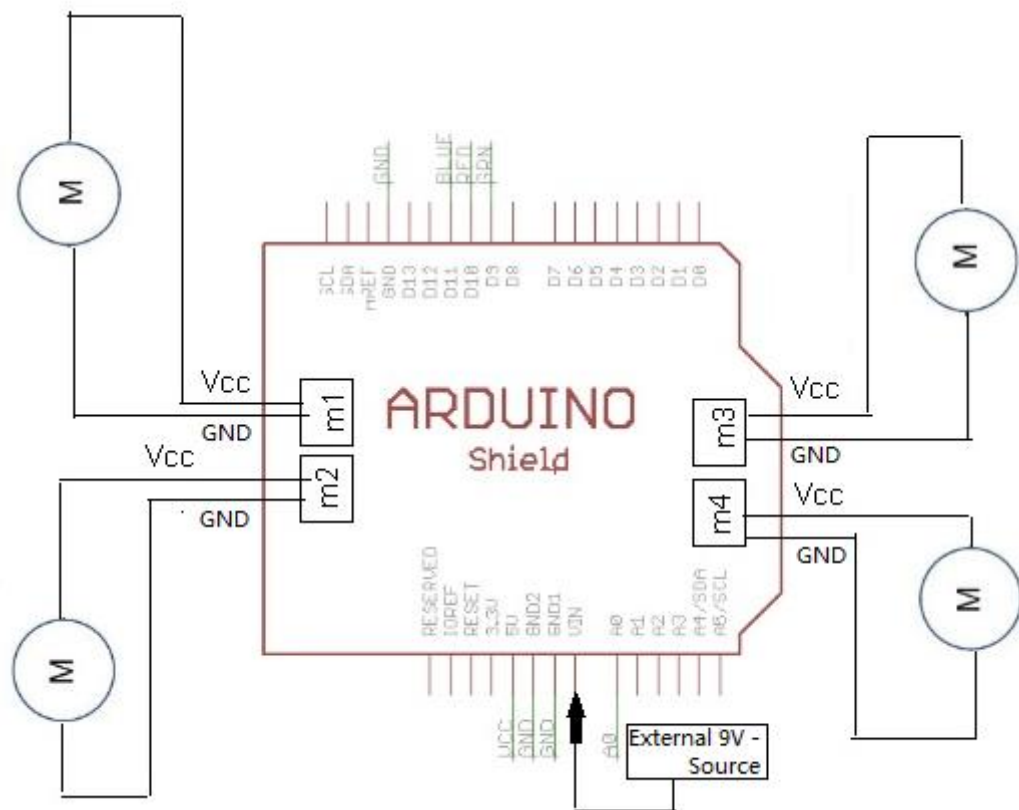 M
M
M
M
GND
BLUE
RED
GRN
SCL
SDA
AREF
GND
D13
D12
D11
D10
D9
D8
D7
D6
D5
D4
D3
D2
D1
D0
Vcc
GND
Vcc
GND
m1
m2
ARDUINO
Shield
m3
m4
Vcc
GND
Vcc
GND
RESERVED
IOREF
RESET
3.3V
5V
GND2
GND1
VIN
A0
A1
A2
A3
A4/SDA
A5/SCL
VCC
GND
GND
A0
External 9V -
Source